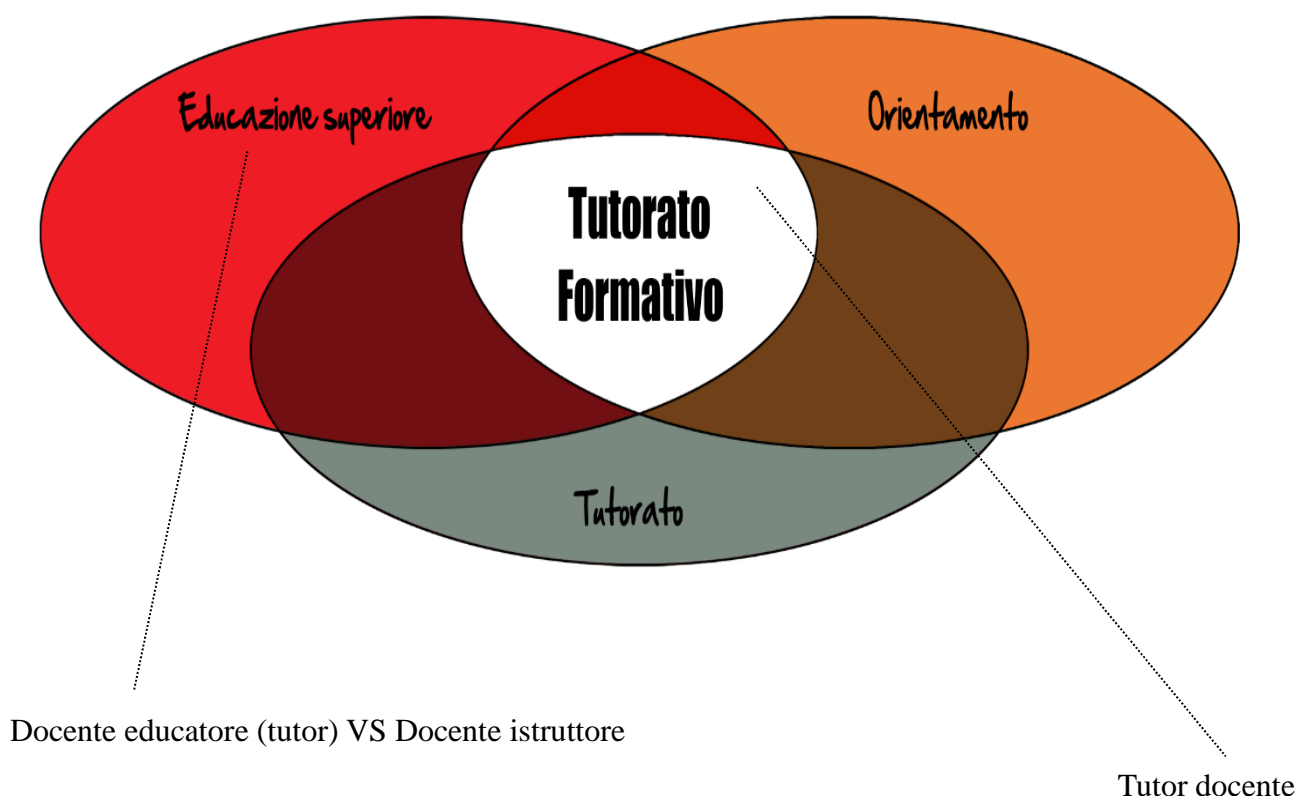 Educazione superiore
Orientamento
Tutorato
Formativo
Tutorato
Docente educatore (tutor) VS Docente istruttore
Tutor docente